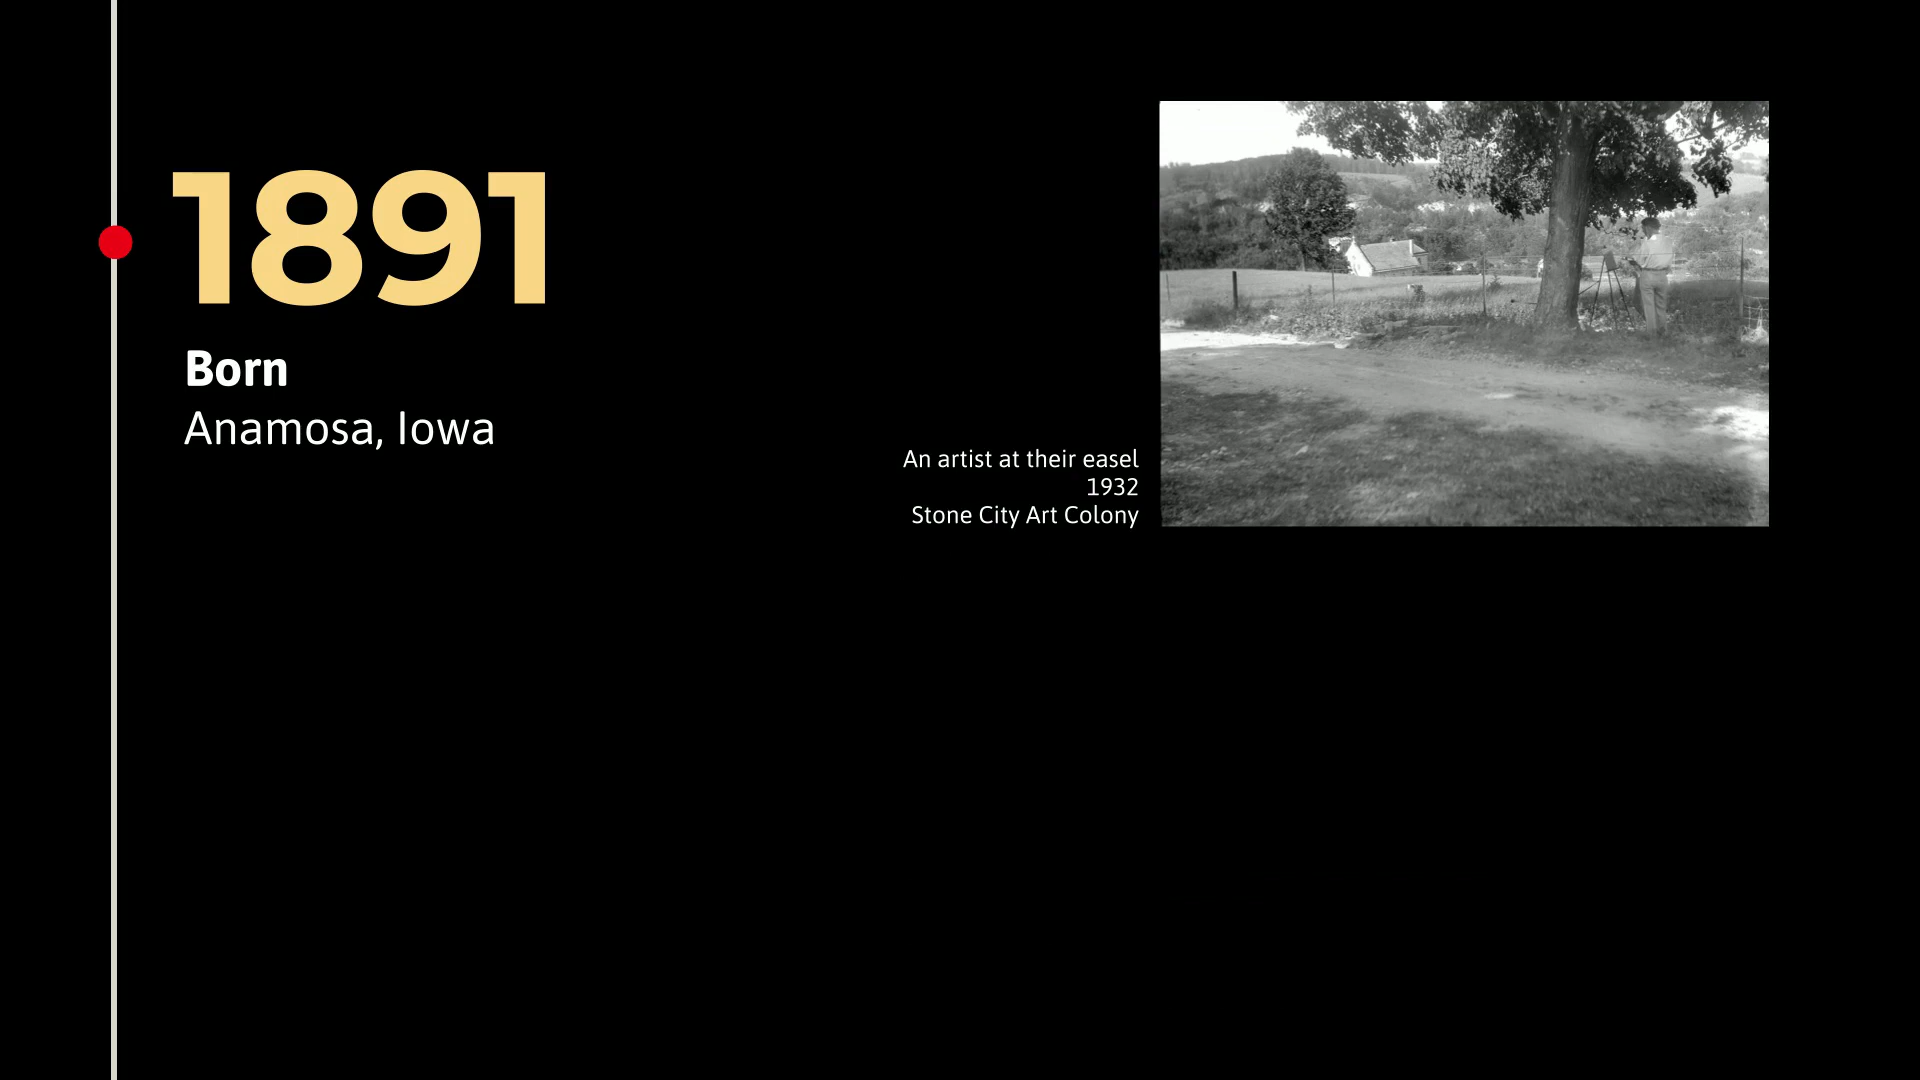 1891
Born
Anamosa, Iowa
An artist at their easel
1932
Stone City Art Colony